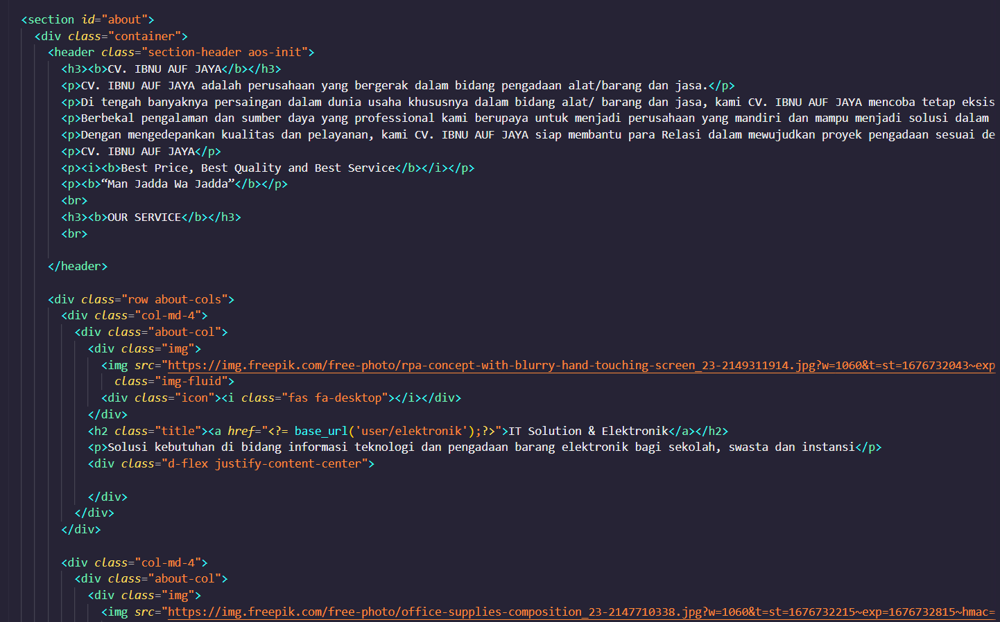 <section id="about">
<div class="container">
<header class="section-header aos-init">
<h3><b>CV. IBNU AUF JAYA</b></h3>
<p>CV. IBNU AUF JAYA adalah perusahaan yang bergerak dalam bidang pengadaan alat/barang dan jasa.</p>
<p>Di tengah banyaknya persaingan dalam dunia usaha khususnya dalam bidang alat/ barang dan jasa, kami CV. IBNU AUF JAYA mencoba tetap eksis
<p>Berbekal pengalaman dan sumber daya yang professional kami berupaya untuk menjadi perusahaan yang mandiri dan mampu menjadi solusi dalam
<p>Dengan mengedepankan kualitas dan pelayanan, kami CV. IBNU AUF JAYA siap membantu para Relasi dalam mewujudkan proyek pengadaan sesuai de
<p>CV. IBNU AUF JAYA</p>
<p><i><b>Best Price, Best Quality and Best Service</b></i></p>
<p><b>“Man Jadda Wa Jadda”</b></p>
<br>
<h3><b>OUR SERVICE</b></h3>
<br>
</header>
<div class="row about-cols">
<div class="col-md-4">
<div class="about-col">
<div class="img">
<img src="https://img.freepik.com/free-photo/rpa-concept-with-blurry-hand-touching-screen_23-2149311914.jpg?w=1060&t=st=1676732043~exp
class="img-fluid">
<div class="icon"><i class="fas fa-desktop"></i></div>
</div>
<h2 class="title"><a href="<?= base_url('user/elektronik');?>">IT Solution & Elektronik</a></h2>
<p>Solusi kebutuhan di bidang informasi teknologi dan pengadaan barang elektronik bagi sekolah, swasta dan instansi</p>
<div class="d-flex justify-content-center">
</div>
</div>
</div>
<div class="col-md-4">
<div class="about-col">
<div class="img">
<img src="https://img.freepik.com/free-photo/office-supplies-composition_23-2147710338.jpg?w=1060&t=st=1676732215~exp=1676732815~hmac=